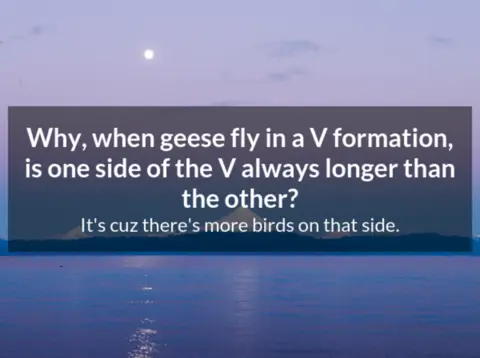 Why, when geese fly in a V formation,
is one side of the V always longer than
the other?
It's cuz there's more birds on that side.